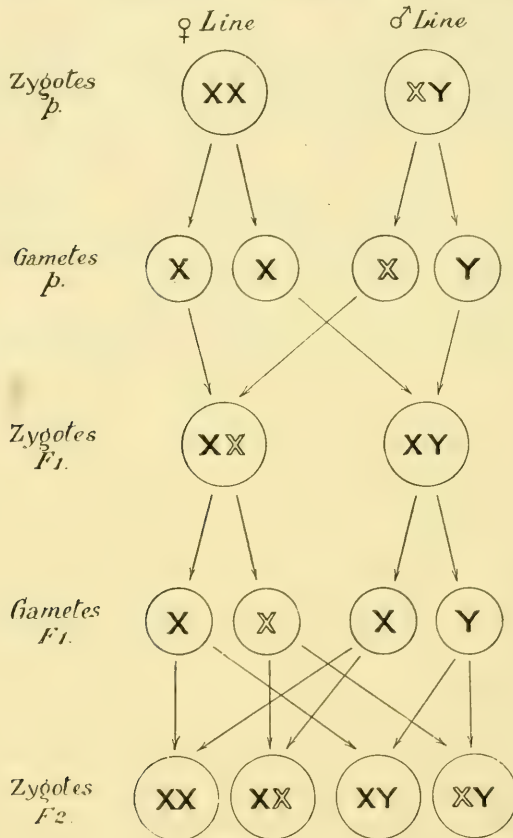 ♀ Line ♂ Line
Zygotes
p.
XX XY
Gametes
p.
X X X Y
Zygotes
F1.
XX XY
Gametes
F1.
X X X Y
Zygotes
F2.
XX XX XY XY